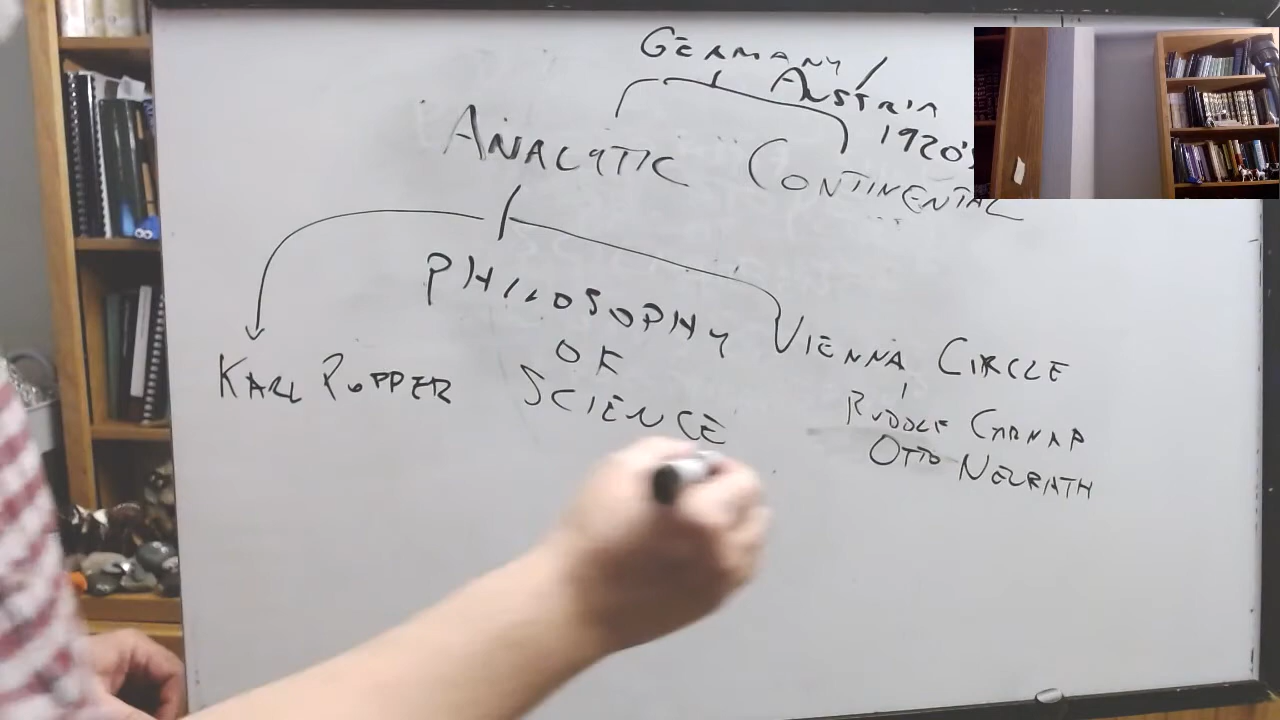 GERMANY/
AUSTRIA
1920's
ANALYTIC CONTINENTAL
PHILOSOPHY
OF
SCIENCE
KARL POPPER
VIENNA CIRCLE
RUDOLF CARNAP
OTTO NEURATH